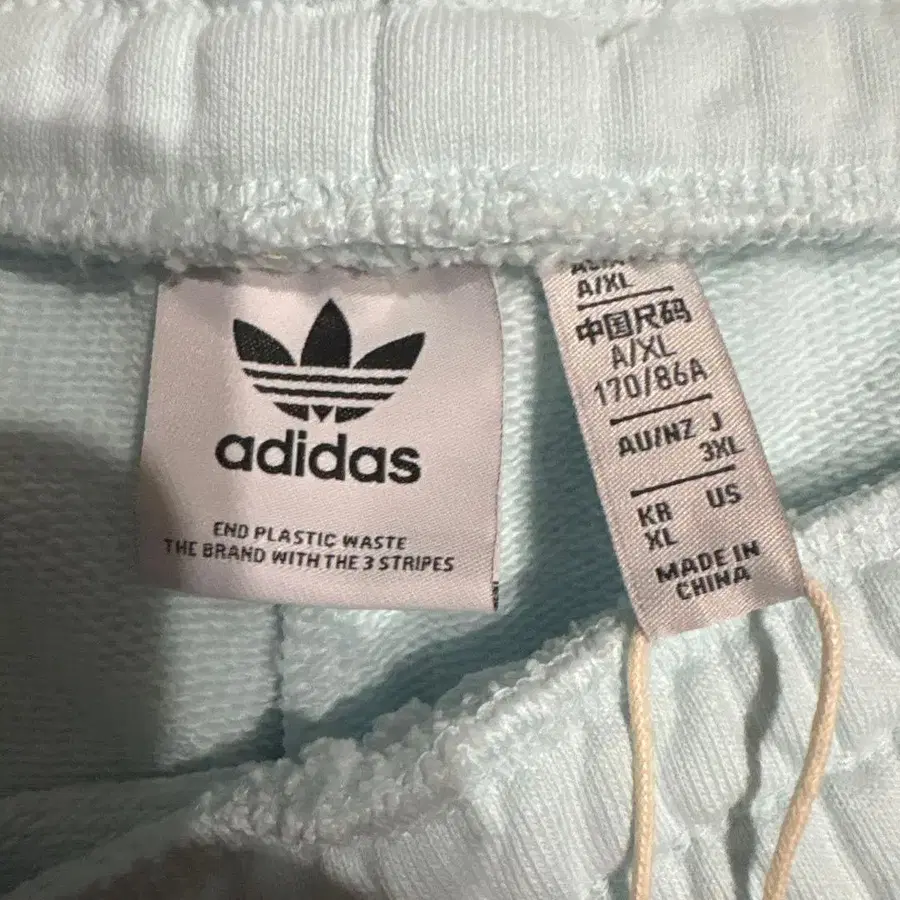 adidas
END PLASTIC WASTE
THE BRAND WITH THE 3 STRIPES
A/XL
中国尺码
A/XL
170/86A
AU/NZ J
3XL
KR US
XL
MADE IN
CHINA